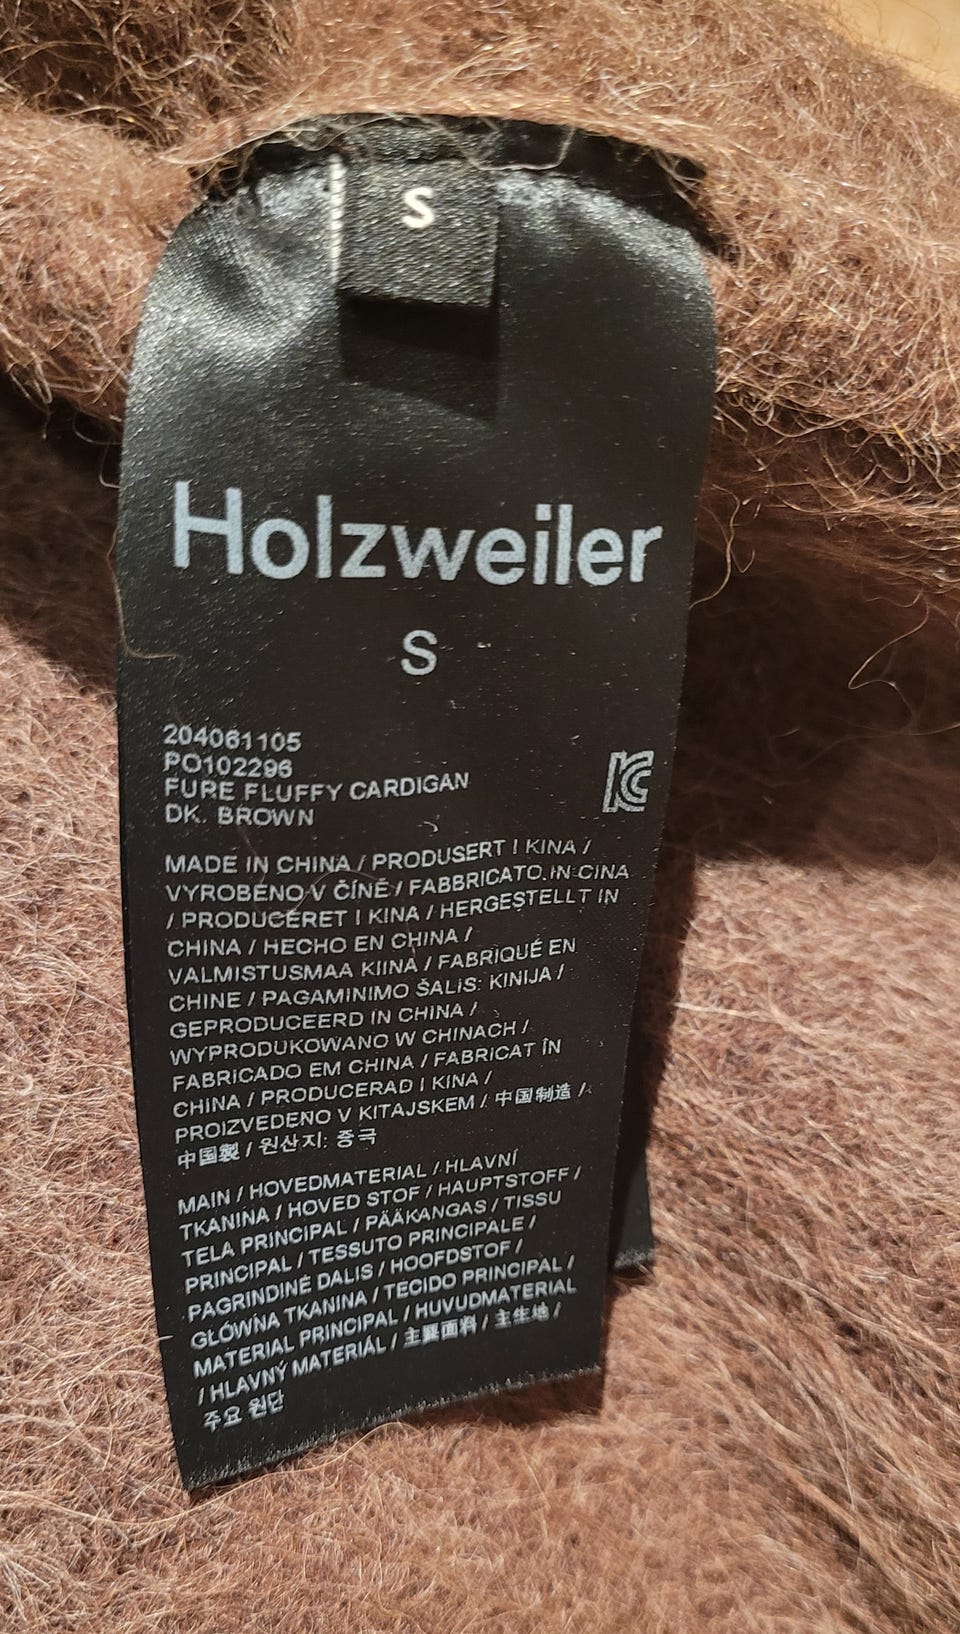 S
Holzweiler
S
204061105
PO102296
FURE FLUFFY CARDIGAN
DK. BROWN
MADE IN CHINA / PRODUSERT I KINA /
VYROBENO V ČÍNĚ / FABBRICATO IN CINA
/ PRODUCERET I KINA / HERGESTELLT IN
CHINA / HECHO EN CHINA /
VALMISTUSMAA KIINA / FABRIQUÉ EN
CHINE / PAGAMINIMO ŠALIS: KINIJA /
GEPRODUCEERD IN CHINA /
WYPRODUKOWANO W CHINACH /
FABRICADO EM CHINA / FABRICAT ÎN
CHINA / PRODUCERAD I KINA /
PROIZVEDENO V KITAJSKEM / 中国制造 /
中国製 / 원산지: 중국
MAIN / HOVEDMATERIAL / HLAVNÍ
TKANINA / HOVED STOF / HAUPTSTOFF /
TELA PRINCIPAL / PÄÄKANGAS / TISSU
PRINCIPAL / TESSUTO PRINCIPALE /
PAGRINDINĖ DALIS / HOOFDSTOF /
GŁÓWNA TKANINA / TECIDO PRINCIPAL /
MATERIAL PRINCIPAL / HUVUDMATERIAL
/ HLAVNÝ MATERIÁL / 主要面料 / 主生地 /
주요 원단